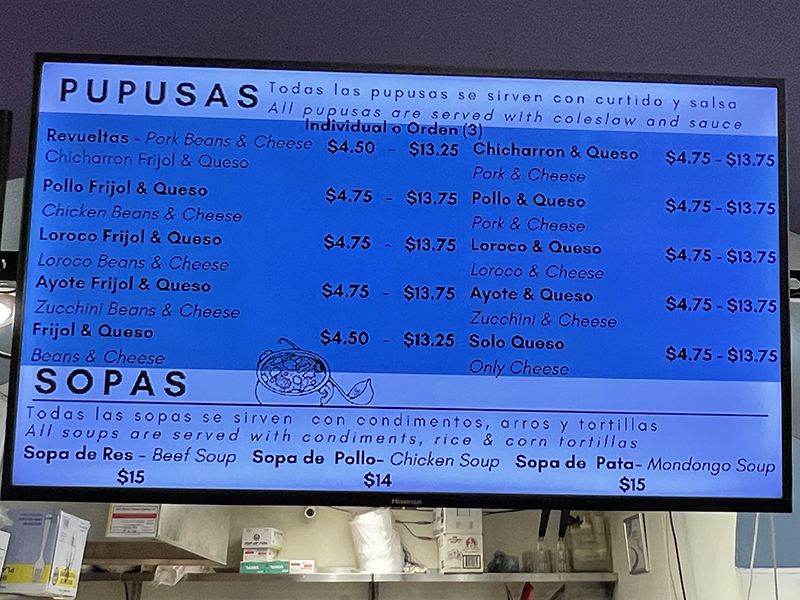 PUPUSAS
Todas las pupusas se sirven con curtido y salsa
All pupusas are served with coleslaw and sauce
Individual o Orden (3)
Revueltas - Pork Beans & Cheese $4.50 - $13.25
Chicharron Frijol & Queso
Pollo Frijol & Queso $4.75 - $13.75
Chicken Beans & Cheese
Loroco Frijol & Queso $4.75 - $13.75
Loroco Beans & Cheese
Ayote Frijol & Queso $4.75 - $13.75
Zucchini Beans & Cheese
Frijol & Queso $4.50 - $13.25
Beans & Cheese
Chicharron & Queso $4.75 - $13.75
Pork & Cheese
Pollo & Queso $4.75 - $13.75
Pork & Cheese
Loroco & Queso $4.75 - $13.75
Loroco & Cheese
Ayote & Queso $4.75 - $13.75
Zucchini & Cheese
Solo Queso $4.75 - $13.75
Only Cheese
SOPAS
Todas las sopas se sirven con condimentos, arros y tortillas
All soups are served with condiments, rice & corn tortillas
Sopa de Res - Beef Soup Sopa de Pollo- Chicken Soup Sopa de Pata- Mondongo Soup
$15 $14 $15
Hisense